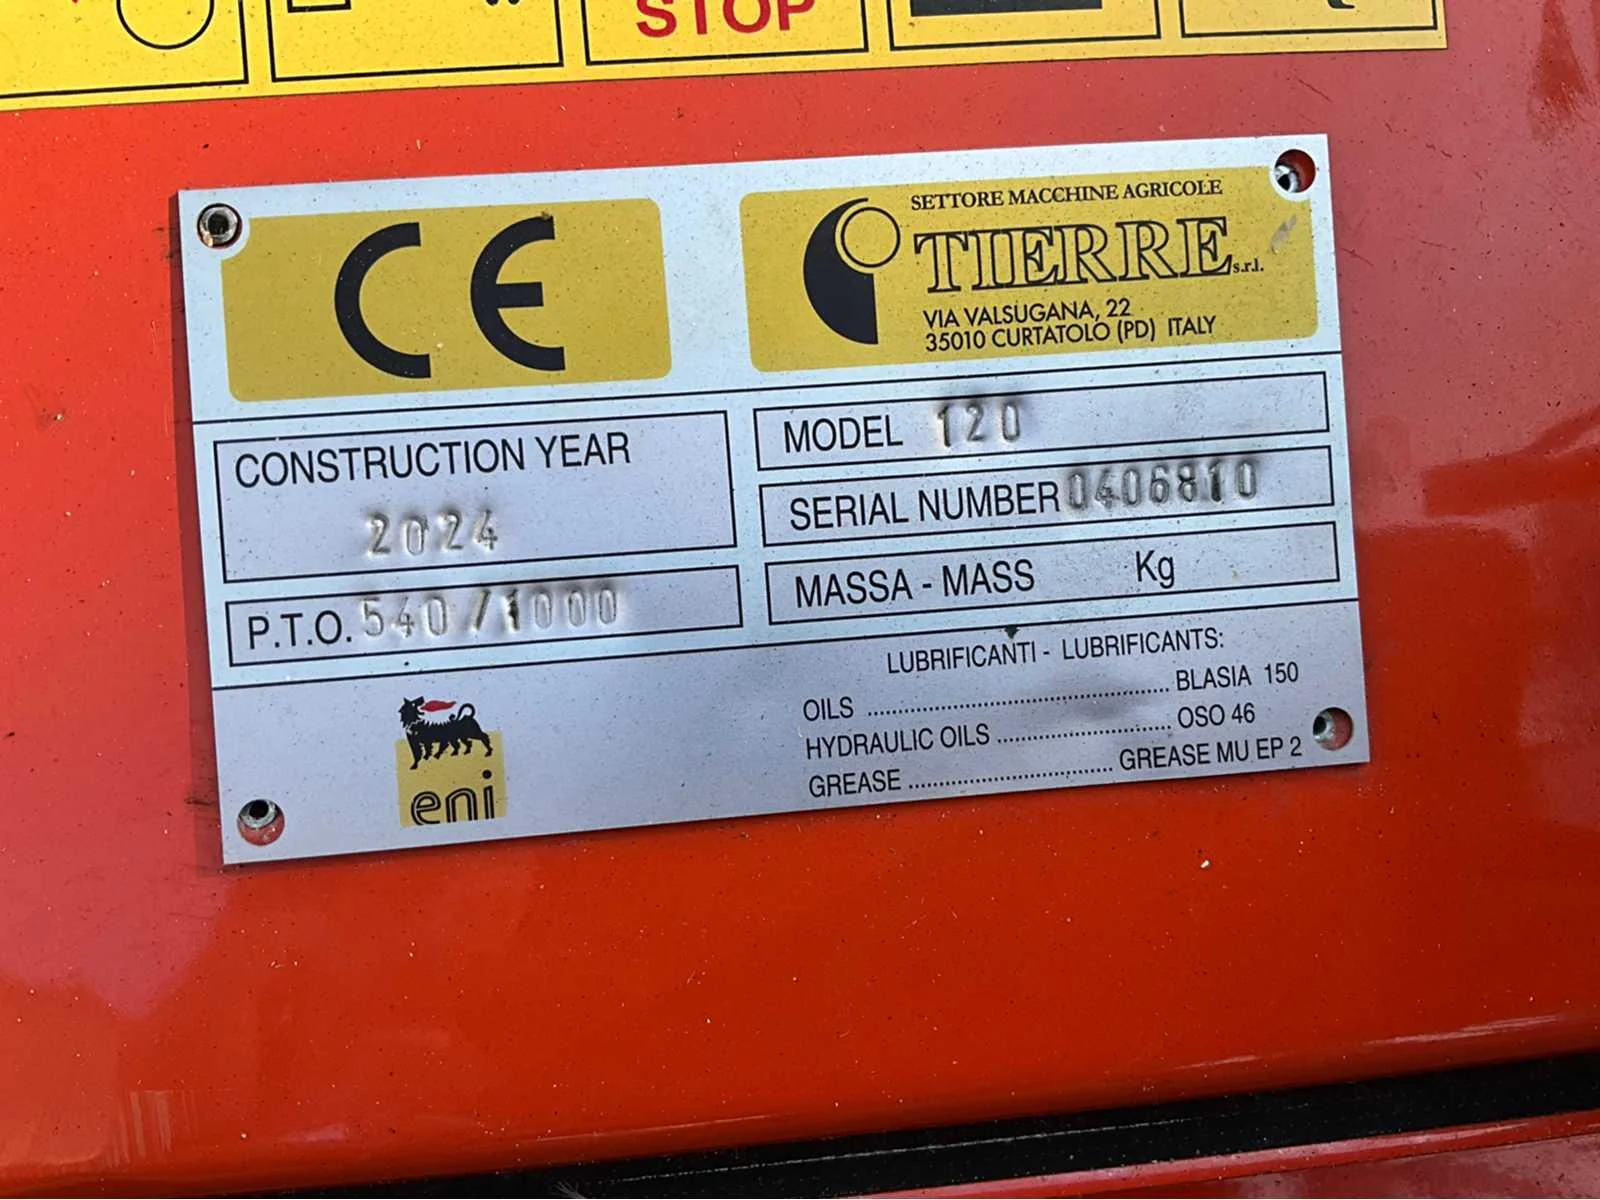 STOP
CE
SETTORE MACCHINE AGRICOLE
TIERRE s.r.l.
VIA VALSUGANA, 22
35010 CURTATOLO (PD) ITALY
CONSTRUCTION YEAR
2024
P.T.O. 540/1000
MODEL 120
SERIAL NUMBER 0406810
MASSA - MASS Kg
eni
LUBRIFICANTI - LUBRIFICANTS:
OILS .......................................... BLASIA 150
HYDRAULIC OILS ........................ OSO 46
GREASE ............................ GREASE MU EP 2